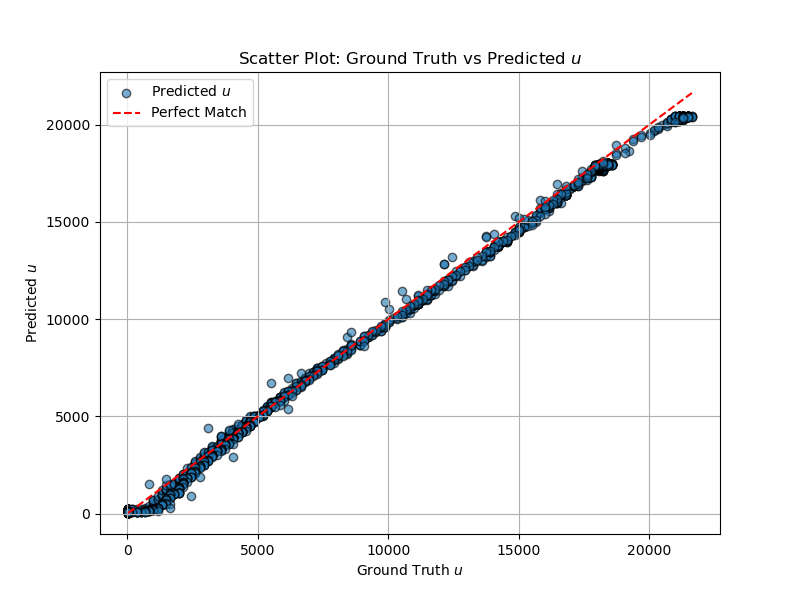 Scatter Plot: Ground Truth vs Predicted u
Predicted u
Perfect Match
20000
15000
10000
5000
0
Predicted u
0 5000 10000 15000 20000
Ground Truth u